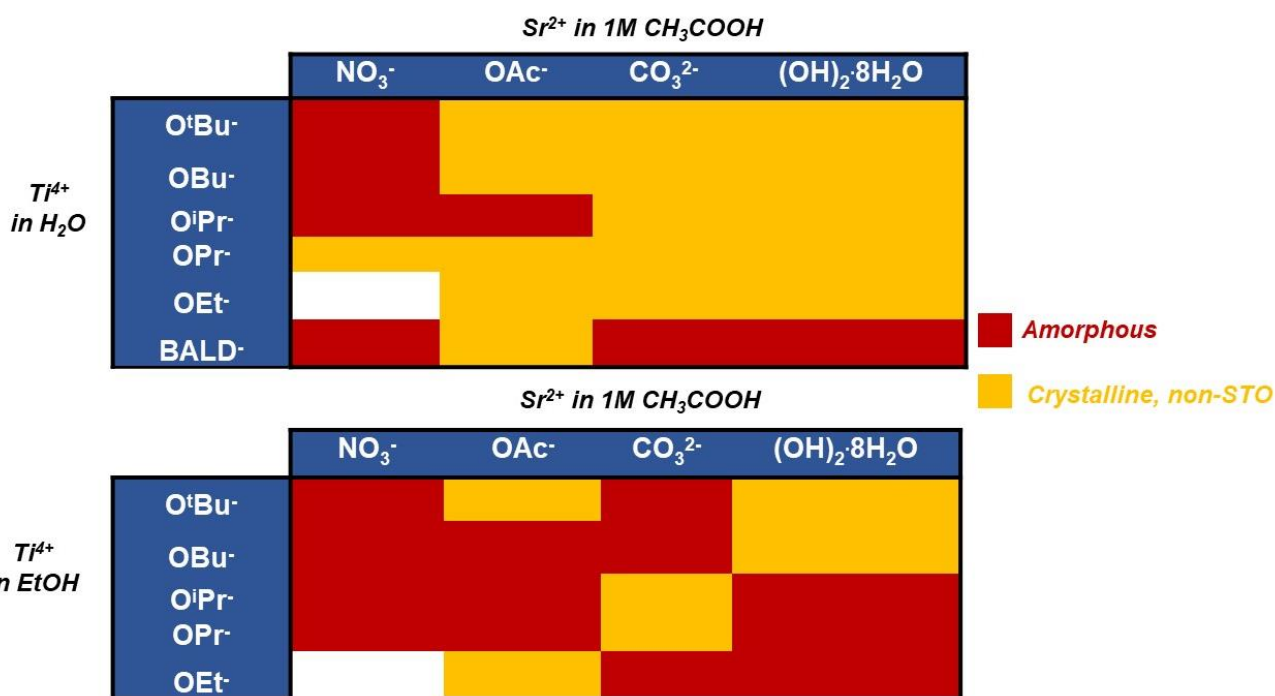 Sr²⁺ in 1M CH₃COOH
NO₃⁻ OAc⁻ CO₃²⁻ (OH)₂·8H₂O
Ti⁴⁺
in H₂O
OᵗBu⁻
OBu⁻
OⁱPr⁻
OPr⁻
OEt⁻
BALD⁻
Amorphous
Crystalline, non-STO
Sr²⁺ in 1M CH₃COOH
NO₃⁻ OAc⁻ CO₃²⁻ (OH)₂·8H₂O
Ti⁴⁺
n EtOH
OᵗBu⁻
OBu⁻
OⁱPr⁻
OPr⁻
OEt⁻